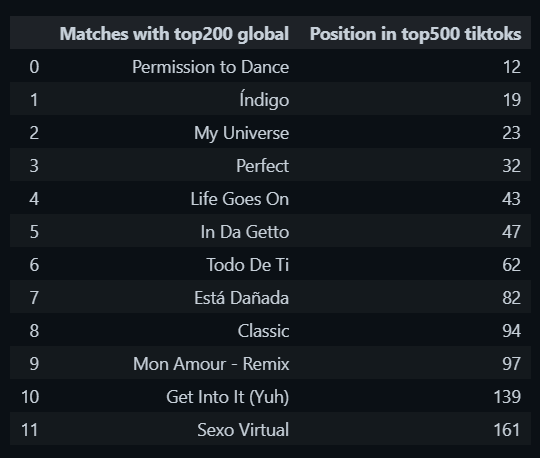 Matches with top200 global Position in top500 tiktoks
0 Permission to Dance 12
1 Índigo 19
2 My Universe 23
3 Perfect 32
4 Life Goes On 43
5 In Da Getto 47
6 Todo De Ti 62
7 Está Dañada 82
8 Classic 94
9 Mon Amour - Remix 97
10 Get Into It (Yuh) 139
11 Sexo Virtual 161